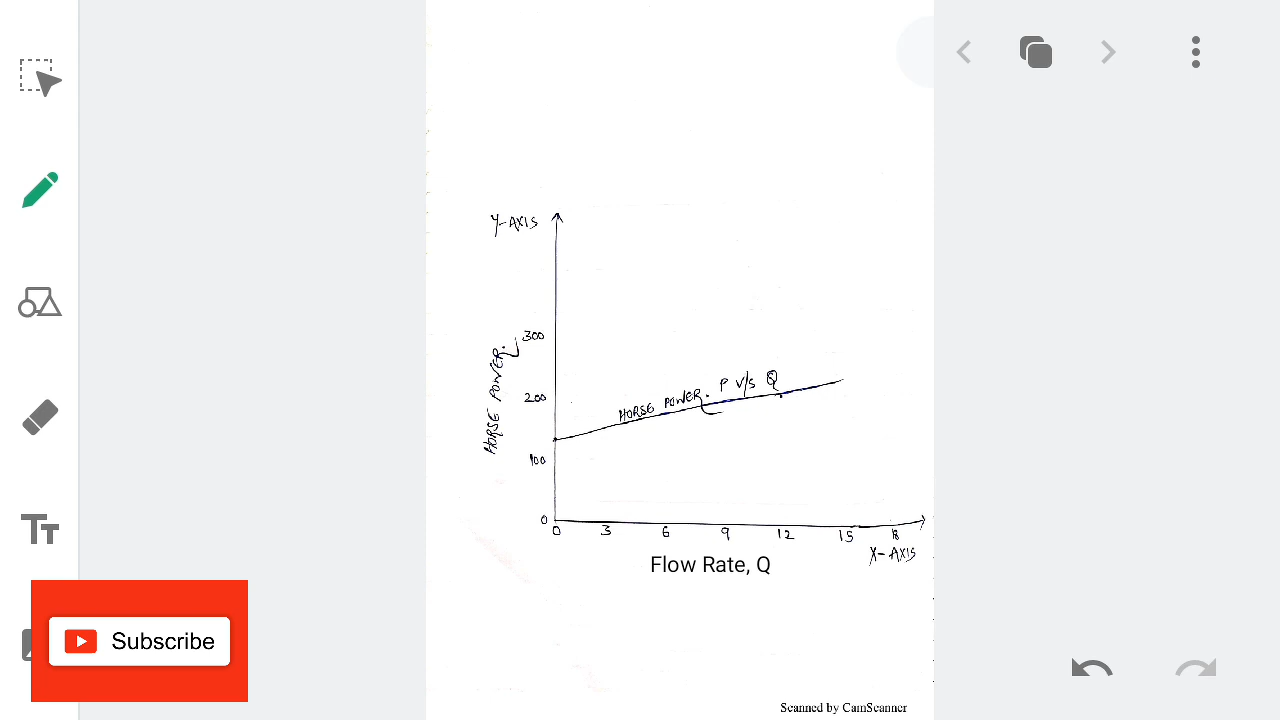 Y-AXIS
300
HORSE POWER.
HORSE POWER. P V/S Q
200
100
0
0 3 6 9 12 15 18
X-AXIS
Flow Rate, Q
TT
Subscribe
Scanned by CamScanner